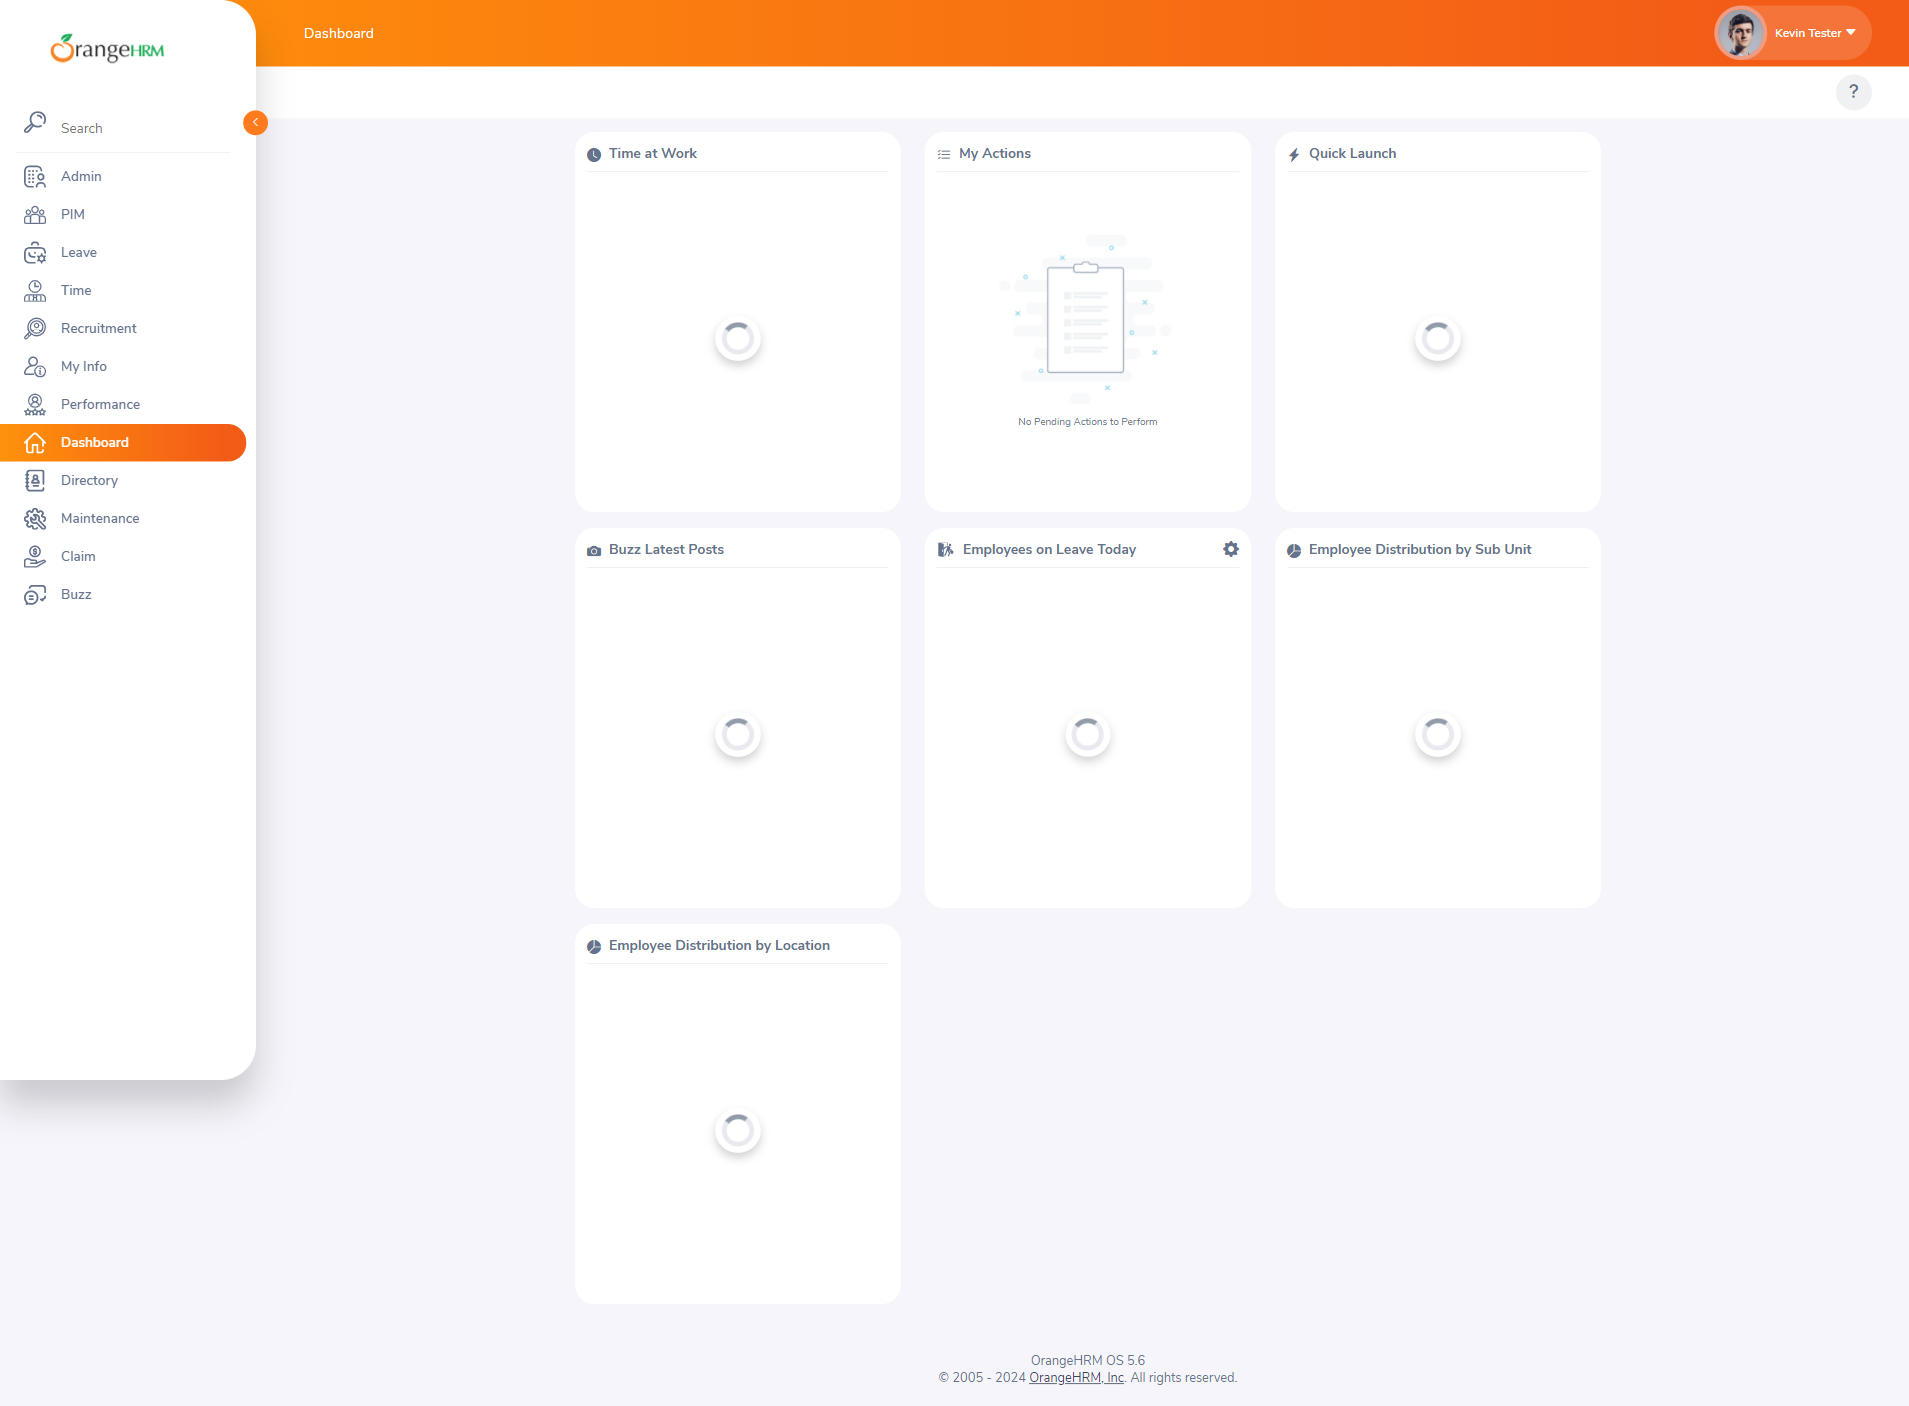 OrangeHRM
Dashboard
Kevin Tester
?
Search
Admin
PIM
Leave
Time
Recruitment
My Info
Performance
Dashboard
Directory
Maintenance
Claim
Buzz
Time at Work
My Actions
No Pending Actions to Perform
Quick Launch
Buzz Latest Posts
Employees on Leave Today
Employee Distribution by Sub Unit
Employee Distribution by Location
OrangeHRM OS 5.6
© 2005 - 2024 OrangeHRM, Inc. All rights reserved.